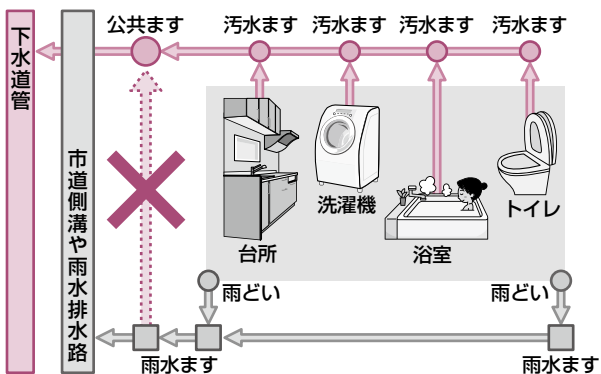 下水道管
市道側溝や雨水排水路
公共ます
汚水ます
汚水ます
汚水ます
汚水ます
台所
洗濯機
浴室
トイレ
雨どい
雨どい
雨水ます
雨水ます